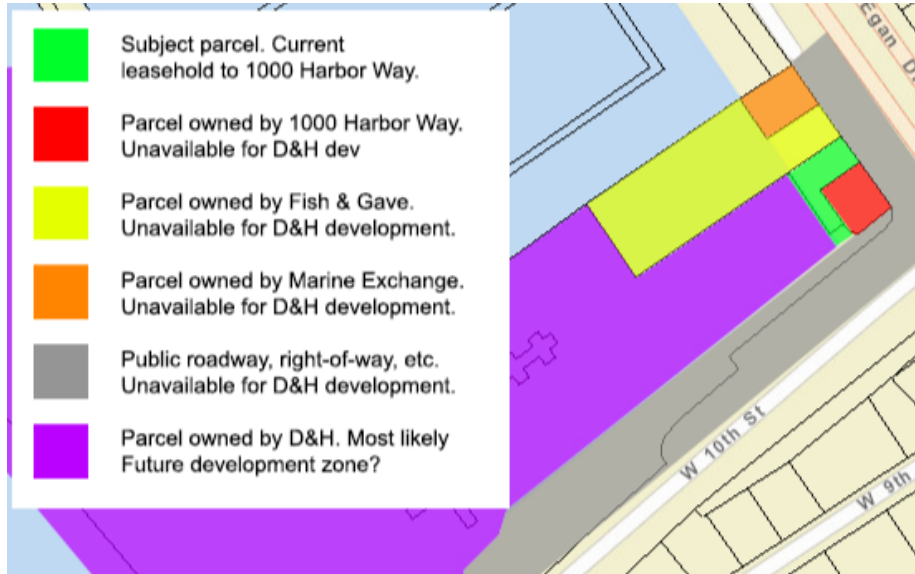 Subject parcel. Current
leasehold to 1000 Harbor Way.
Parcel owned by 1000 Harbor Way.
Unavailable for D&H dev
Parcel owned by Fish & Gave.
Unavailable for D&H development.
Parcel owned by Marine Exchange.
Unavailable for D&H development.
Public roadway, right-of-way, etc.
Unavailable for D&H development.
Parcel owned by D&H. Most likely
Future development zone?
Egan D
W 10th St
W 9th